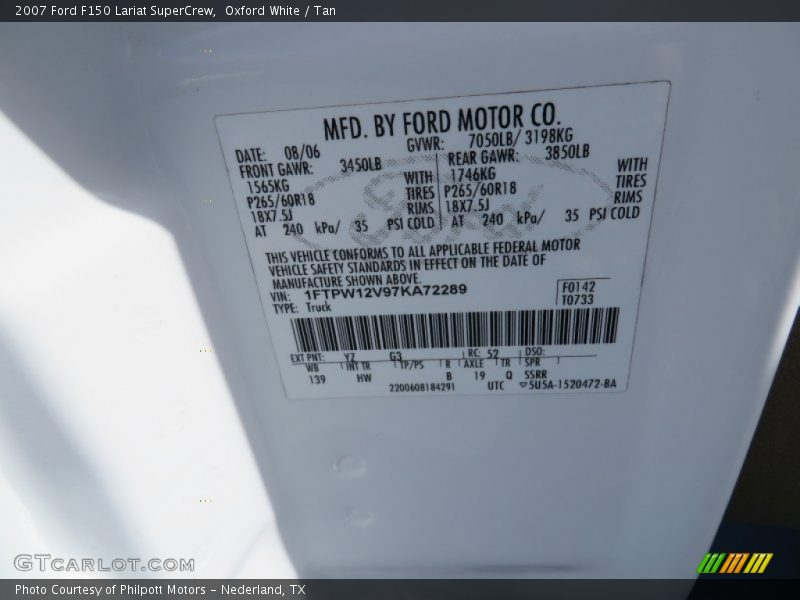 2007 Ford F150 Lariat SuperCrew, Oxford White / Tan
MFD. BY FORD MOTOR CO.
DATE: 08/06 GVWR: 7050LB/ 3198KG
FRONT GAWR: 3450LB REAR GAWR: 3850LB
1565KG WITH 1746KG WITH
P265/60R18 TIRES P265/60R18 TIRES
18X7.5J RIMS 18X7.5J RIMS
AT 240 kPa/ 35 PSI COLD AT 240 kPa/ 35 PSI COLD
THIS VEHICLE CONFORMS TO ALL APPLICABLE FEDERAL MOTOR
VEHICLE SAFETY STANDARDS IN EFFECT ON THE DATE OF
MANUFACTURE SHOWN ABOVE.
VIN: 1FTPW12V97KA72289 F0142
TYPE: Truck T0733
EXT PNT: YZ G3 RC: 52 DSO:
WB INT TR TP/PS R AXLE TR SPR
139 HW B 19 Q SSRR
2200608184291 UTC ▽5U5A-1520472-BA
GTCARLOT.COM
Photo Courtesy of Philpott Motors - Nederland, TX